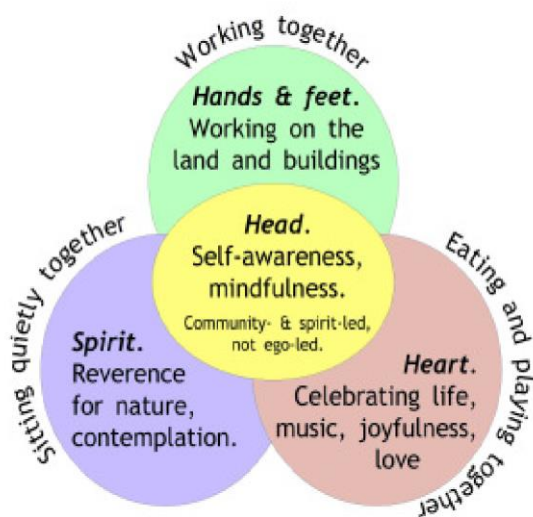 Working together
Hands & feet.
Working on the
land and buildings
Head.
Self-awareness,
mindfulness.
Community- & spirit-led,
not ego-led.
Sitting quietly together
Spirit.
Reverence
for nature,
contemplation.
Eating and playing together
Heart.
Celebrating life,
music, joyfulness,
love